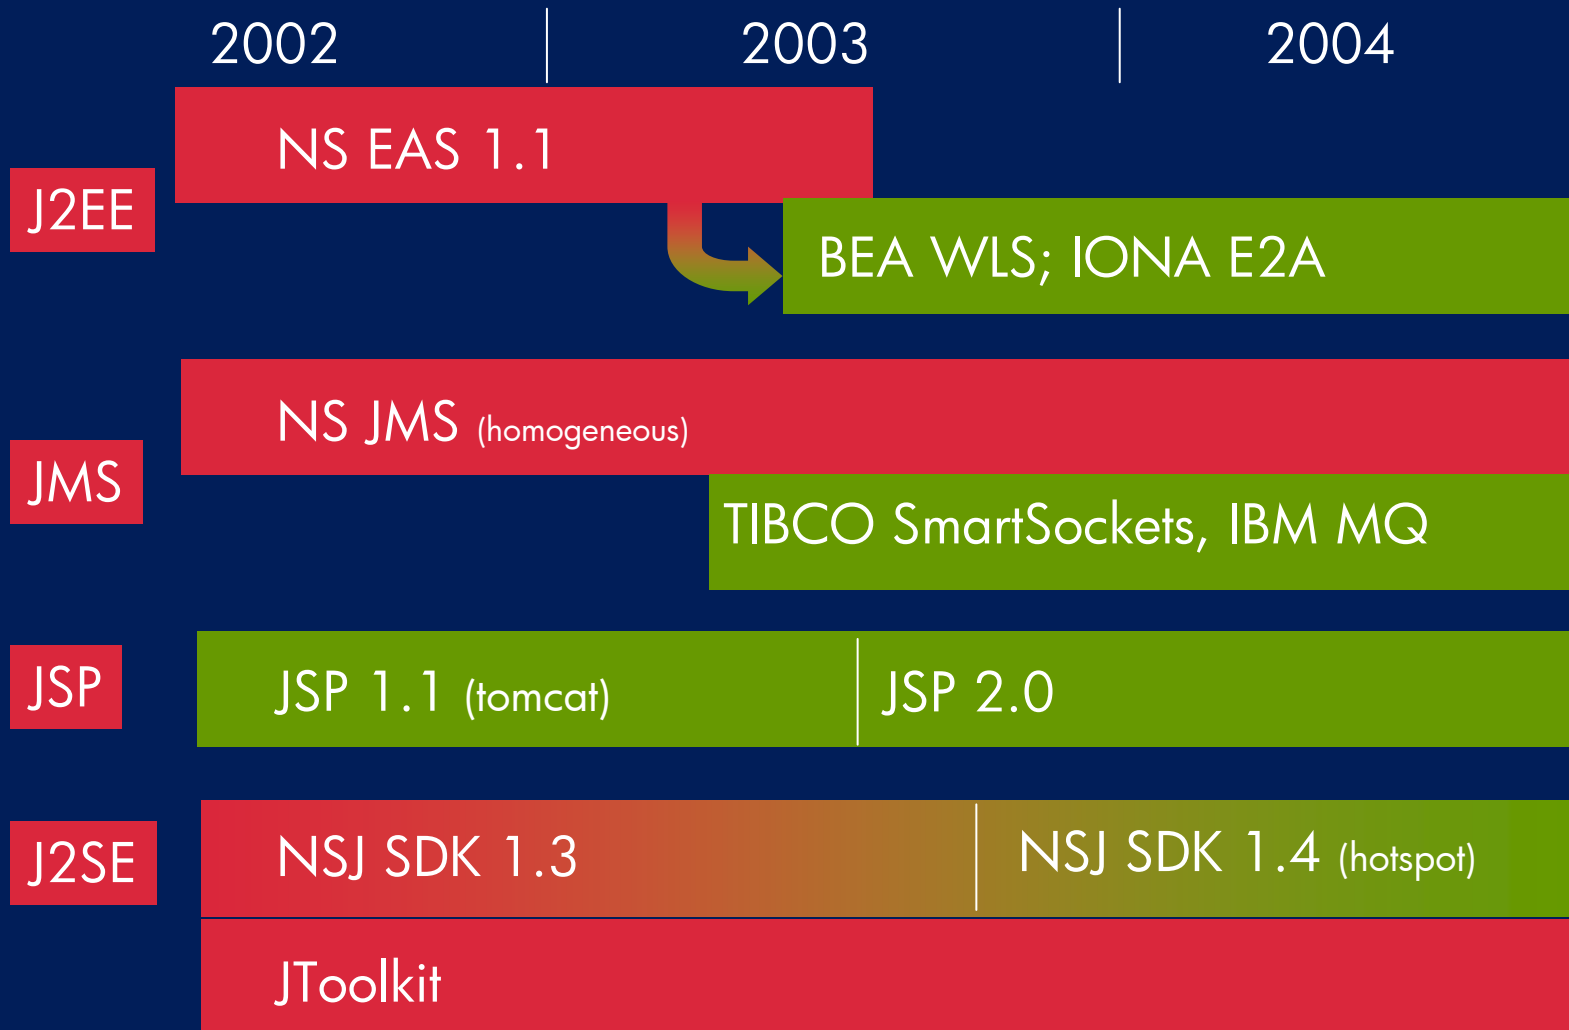 2002 2003 2004
NS EAS 1.1
J2EE
BEA WLS; IONA E2A
NS JMS (homogeneous)
JMS
TIBCO SmartSockets, IBM MQ
JSP
JSP 1.1 (tomcat) JSP 2.0
J2SE
NSJ SDK 1.3 NSJ SDK 1.4 (hotspot)
JToolkit